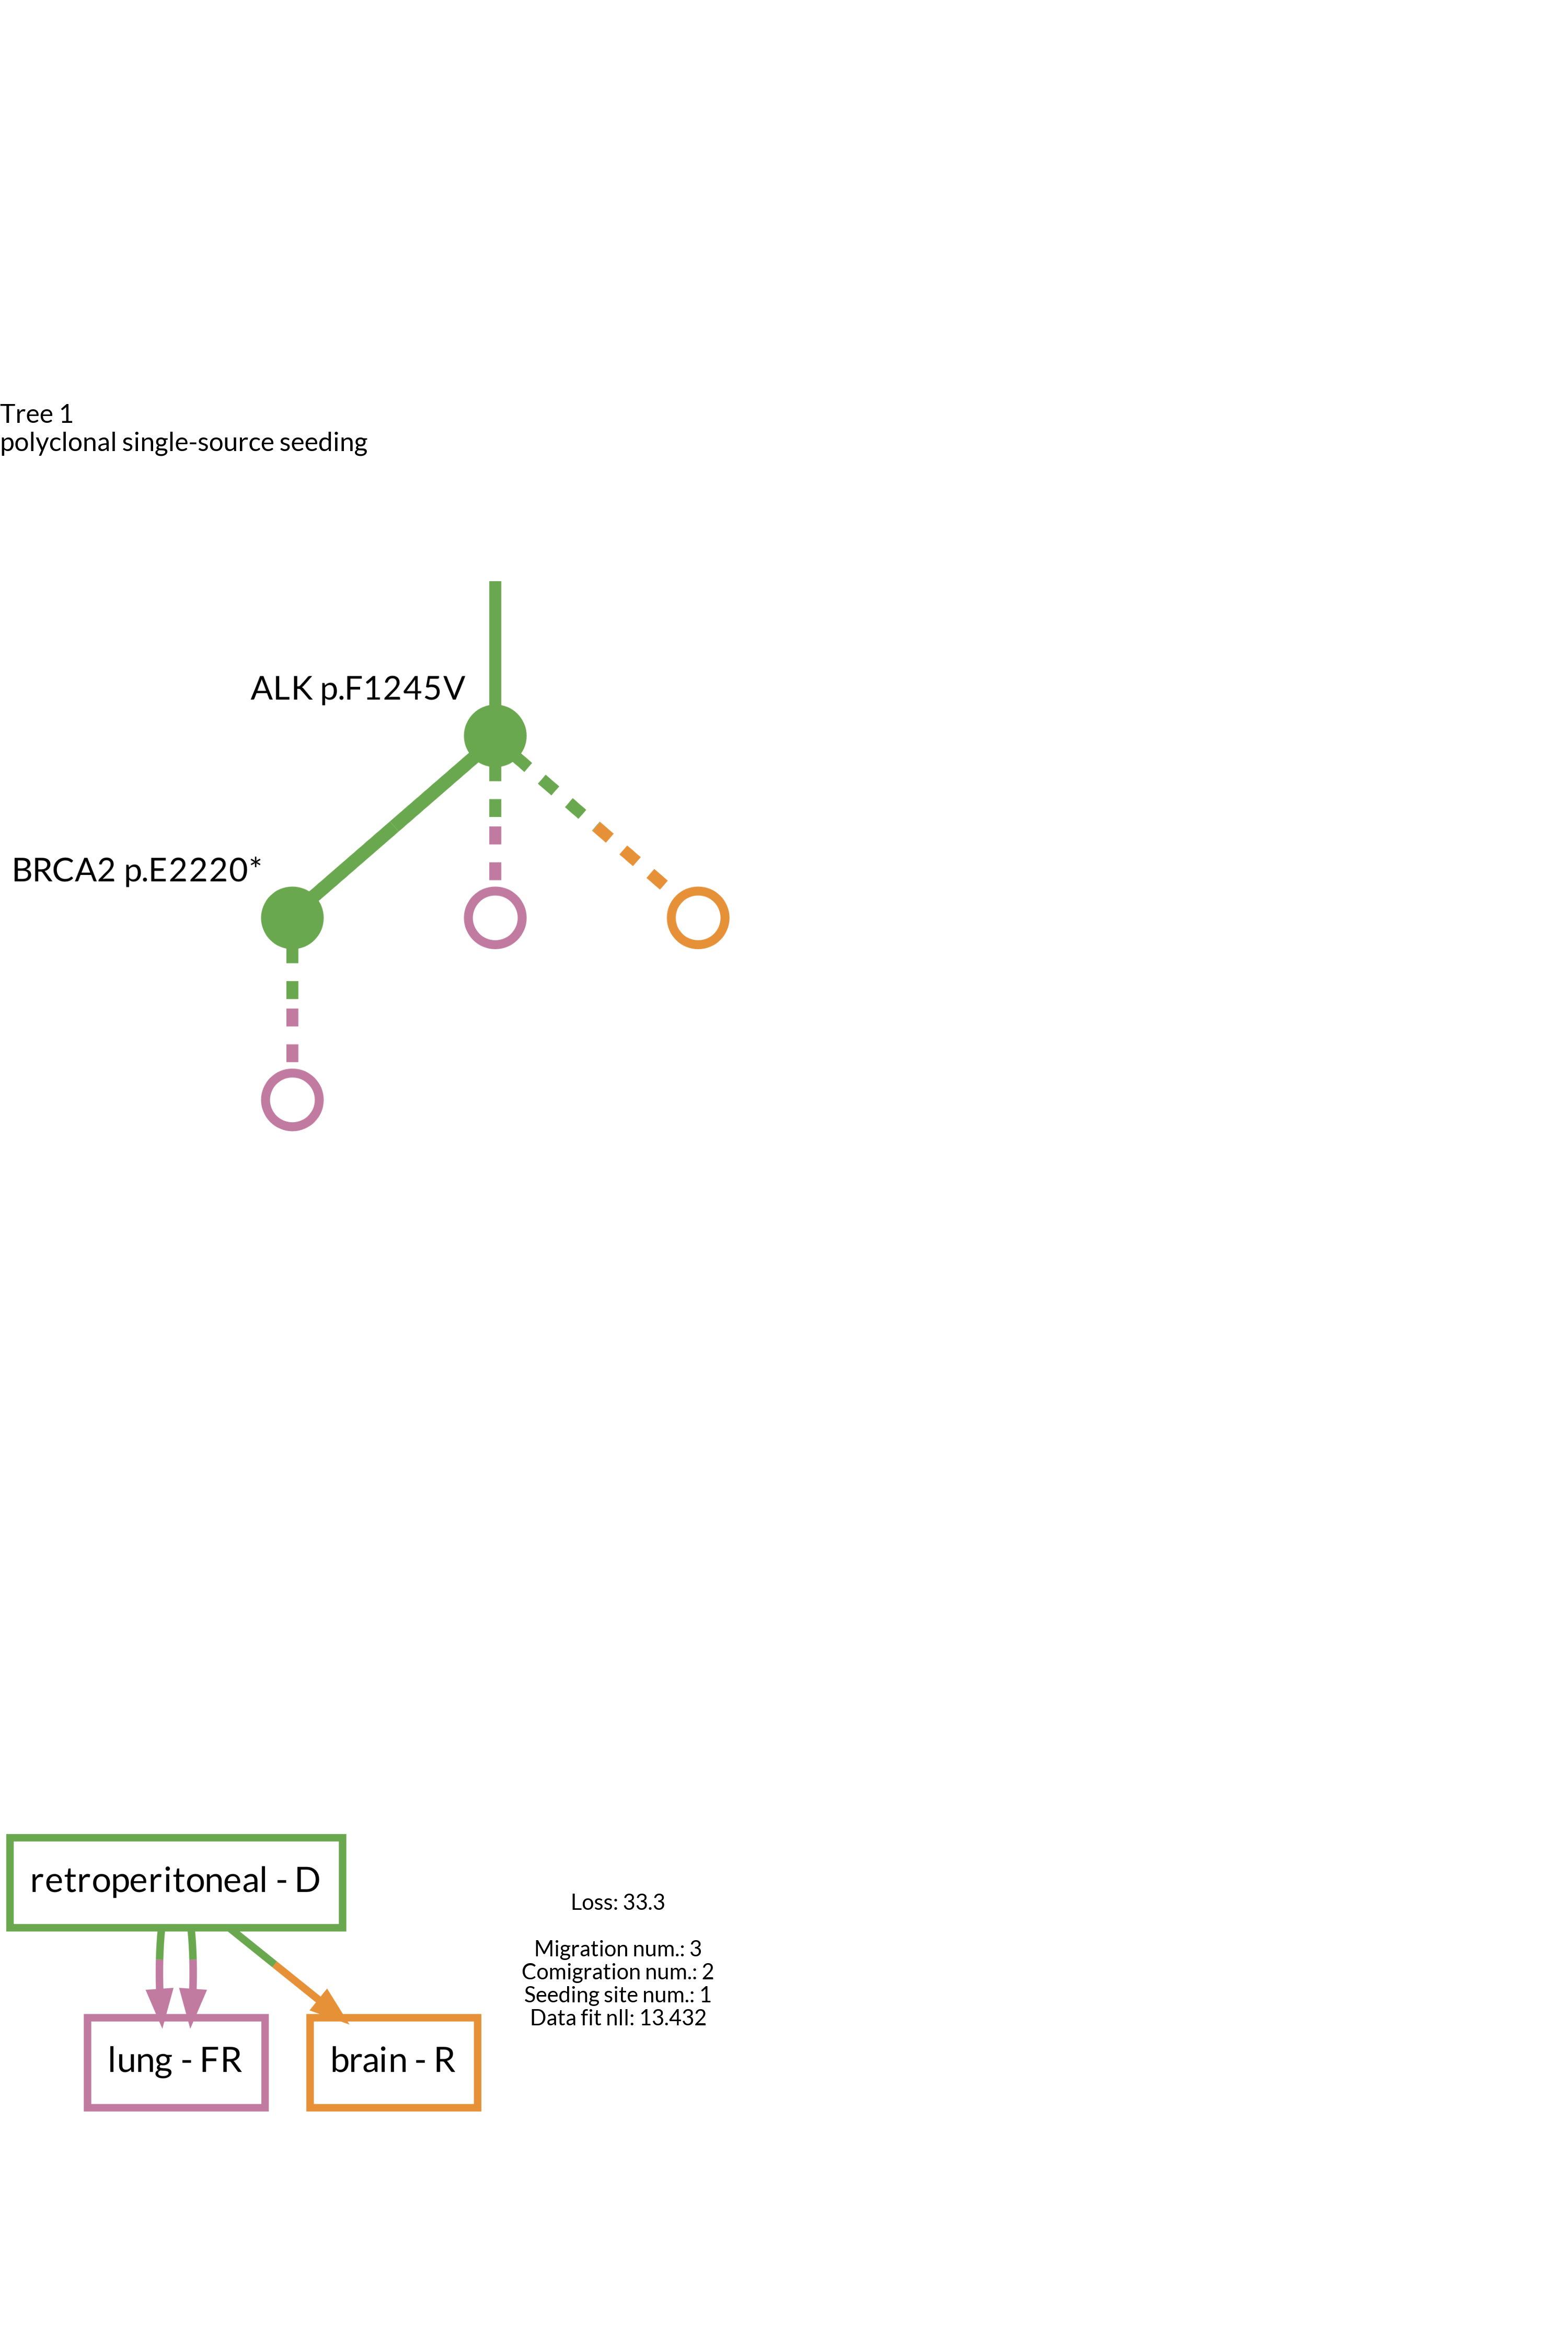 Tree 1
polyclonal single-source seeding
ALK p.F1245V
BRCA2 p.E2220*
retroperitoneal - D
lung - FR
brain - R
Loss: 33.3
Migration num.: 3
Comigration num.: 2
Seeding site num.: 1
Data fit nll: 13.432